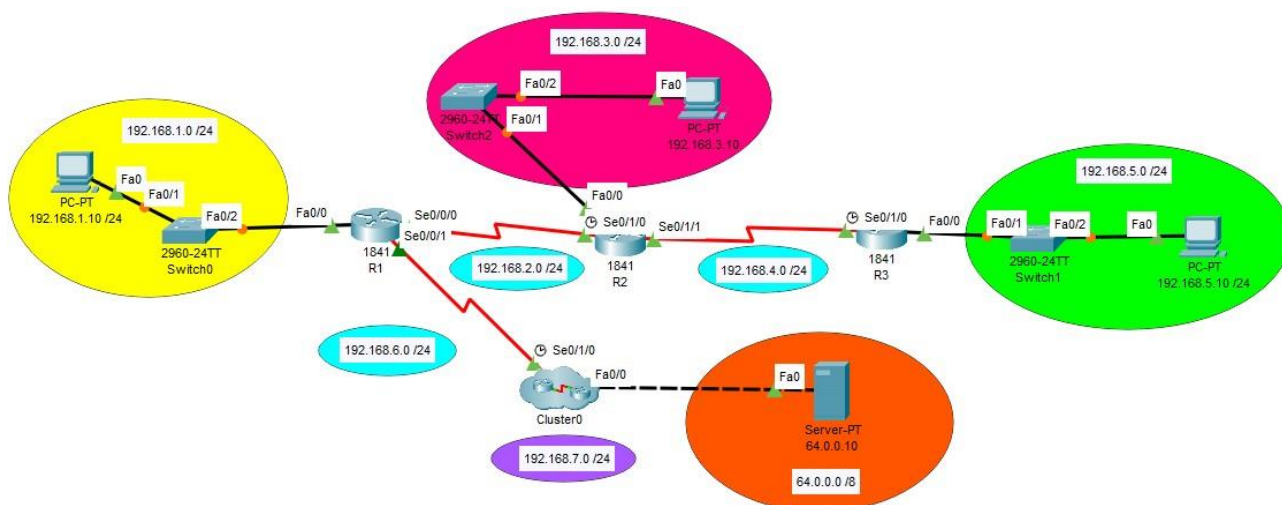 192.168.3.0 /24
Fa0/2
Fa0
2960-24TT
Switch2
Fa0/1
PC-PT
192.168.3.10
192.168.1.0 /24
Fa0
Fa0/1
PC-PT
192.168.1.10 /24
Fa0/2
2960-24TT
Switch0
Fa0/0
Se0/0/0
Se0/0/1
1841
R1
192.168.2.0 /24
Fa0/0
Se0/1/0
Se0/1/1
1841
R2
192.168.4.0 /24
Se0/1/0
Fa0/0
1841
R3
192.168.5.0 /24
Fa0/1
Fa0/2
Fa0
2960-24TT
Switch1
PC-PT
192.168.5.10 /24
192.168.6.0 /24
Se0/1/0
Fa0/0
Cluster0
192.168.7.0 /24
Fa0
Server-PT
64.0.0.10
64.0.0.0 /8